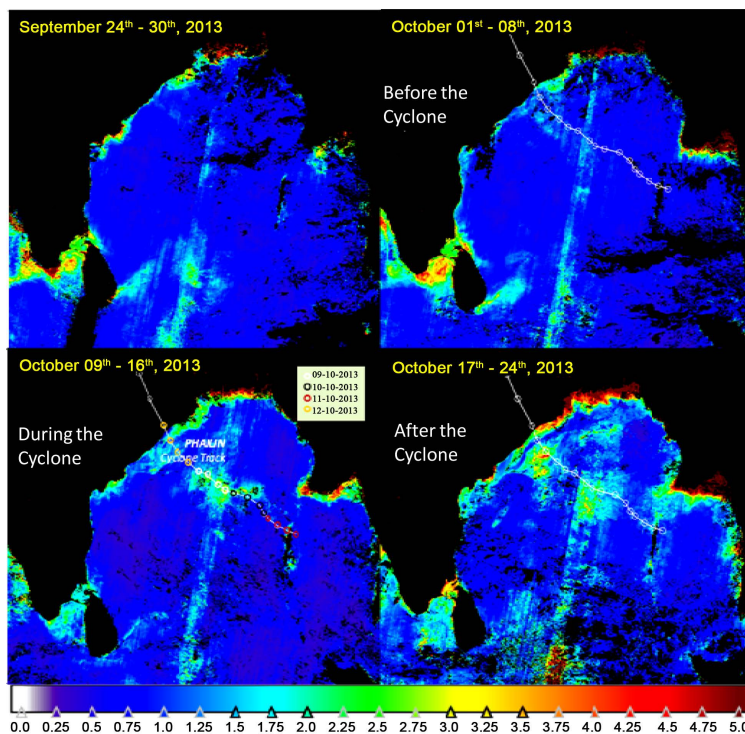 September 24th - 30th, 2013
October 01st - 08th, 2013
Before the
Cyclone
October 09th - 16th, 2013
09-10-2013
10-10-2013
11-10-2013
12-10-2013
During the
Cyclone
PHAILIN
Cyclone Track
October 17th - 24th, 2013
After the
Cyclone
0.0 0.25 0.5 0.75 1.0 1.25 1.5 1.75 2.0 2.25 2.5 2.75 3.0 3.25 3.5 3.75 4.0 4.25 4.5 4.75 5.0